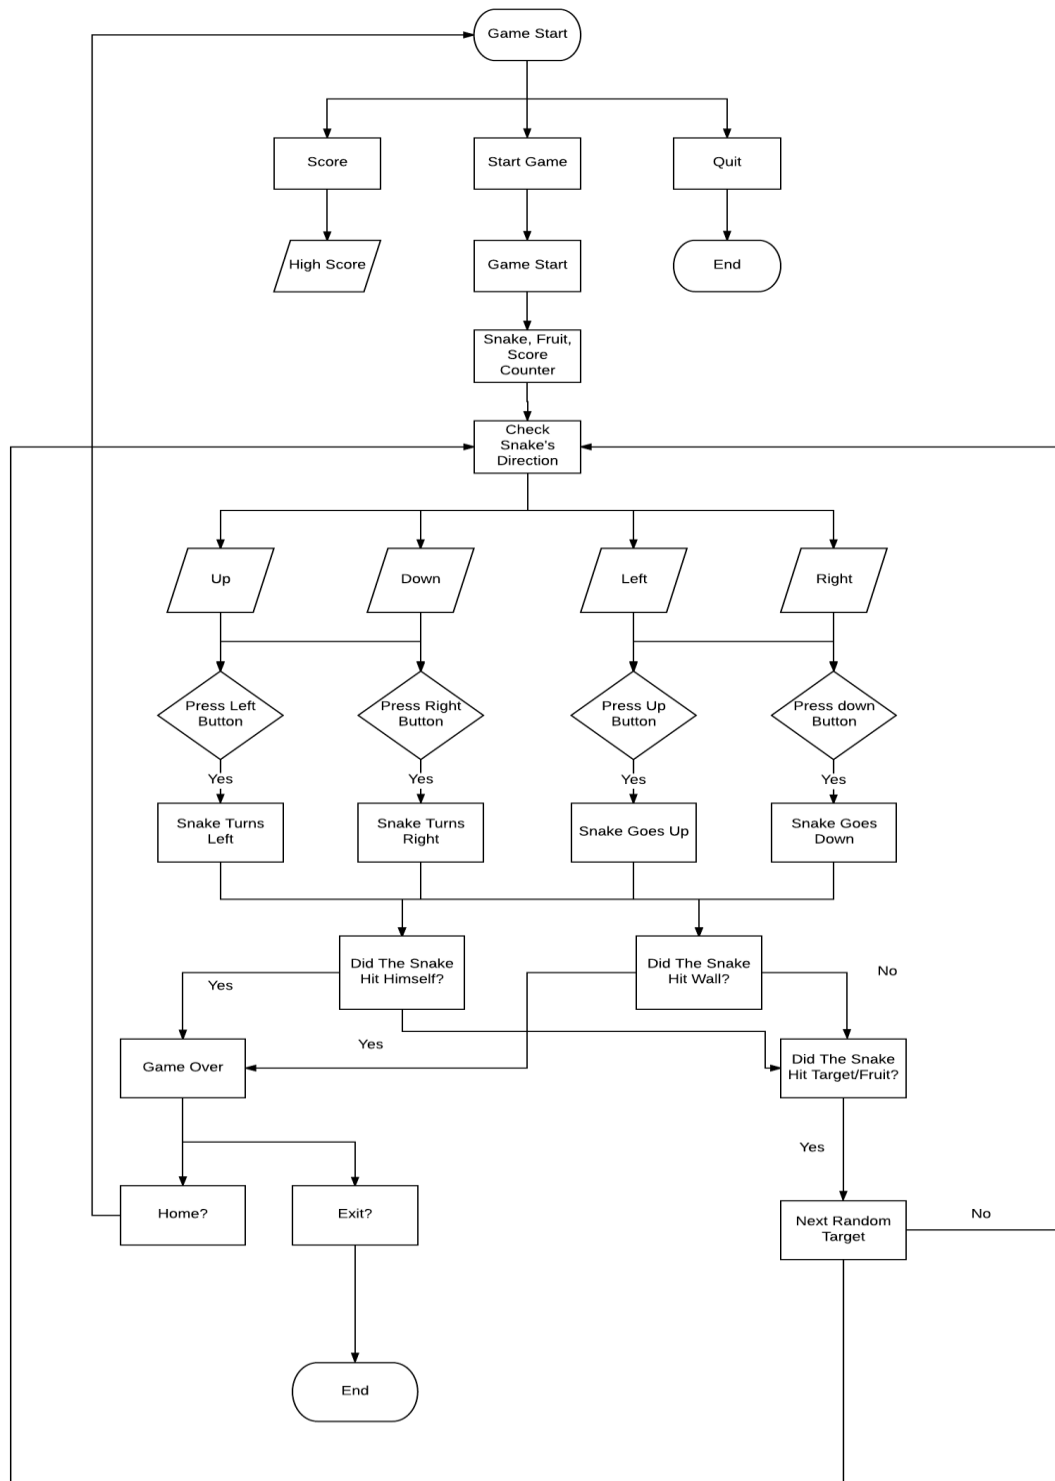 Game Start
Score
Start Game
Quit
High Score
Game Start
End
Snake, Fruit,
Score
Counter
Check
Snake's
Direction
Up
Down
Left
Right
Press Left
Button
Press Right
Button
Press Up
Button
Press down
Button
Yes
Yes
Yes
Yes
Snake Turns
Left
Snake Turns
Right
Snake Goes Up
Snake Goes
Down
Did The Snake
Hit Himself?
Did The Snake
Hit Wall?
No
Yes
Yes
Game Over
Did The Snake
Hit Target/Fruit?
Yes
Home?
Exit?
Next Random
Target
No
End